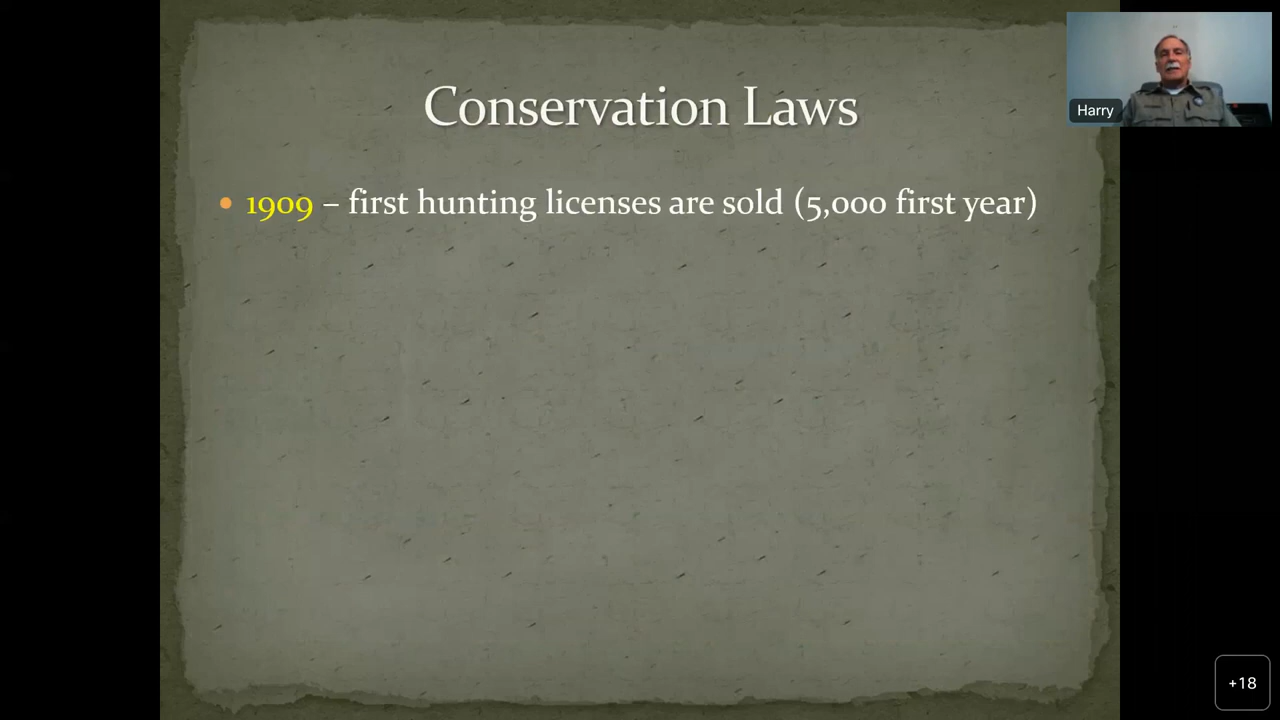 Conservation Laws
Harry
• 1909 – first hunting licenses are sold (5,000 first year)
+18